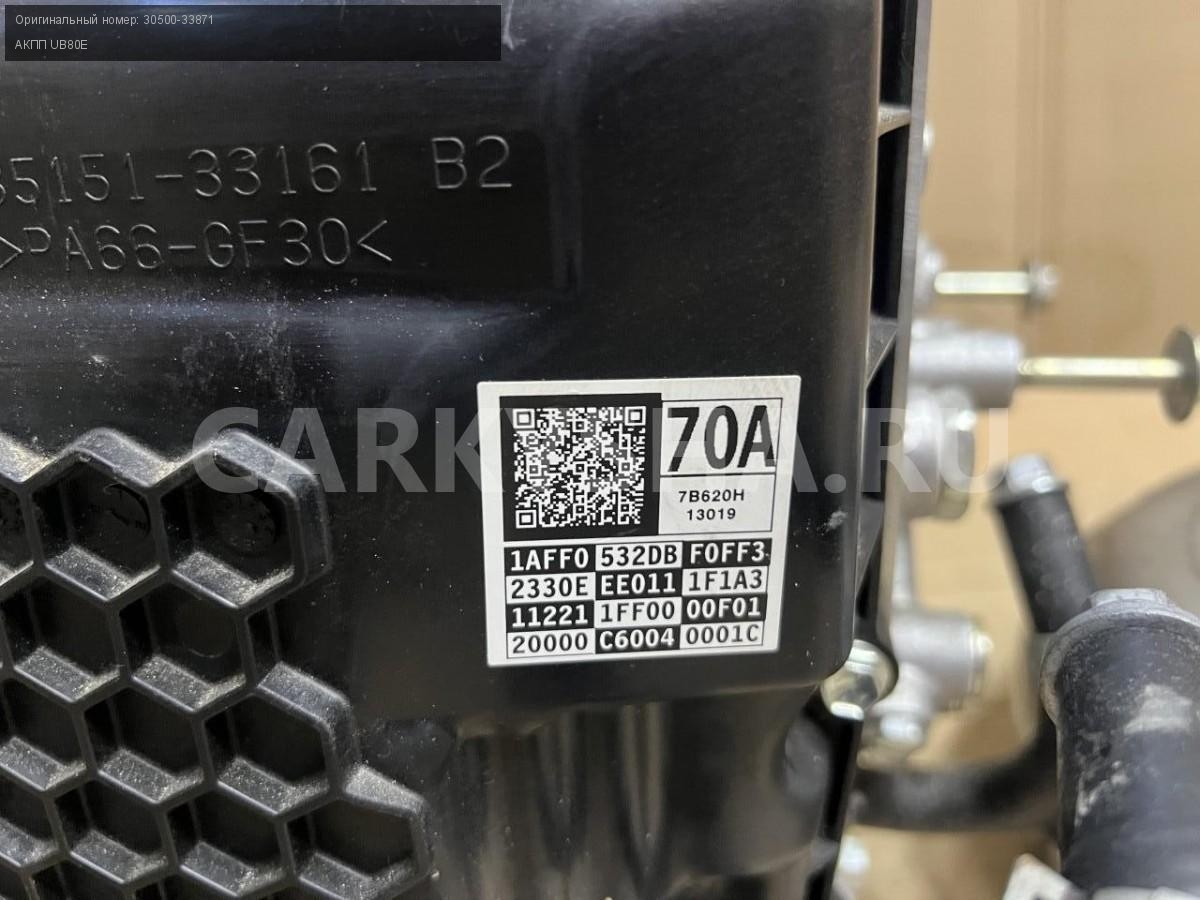 Оригинальный номер: 30500-33871
АКПП UB80E
35151-33161 B2
>PA66-GF30<
70A
7B620H
13019
1AFF0 532DB F0FF3
2330E EE011 1F1A3
11221 1FF00 00F01
20000 C6004 0001C